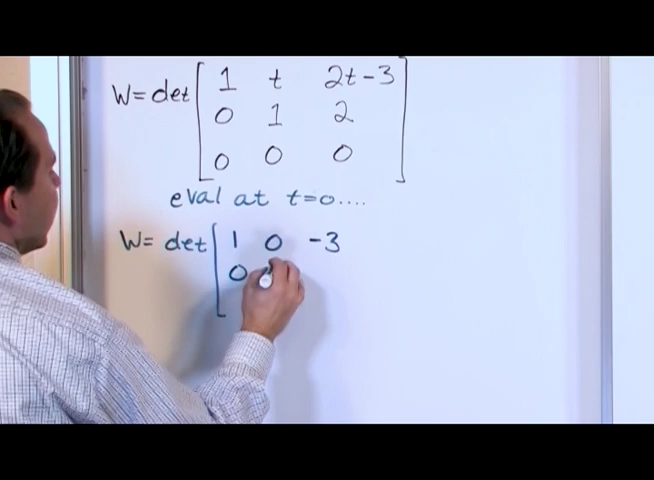 W=det [ 1 t 2t-3
0 1 2
0 0 0 ]
eval at t=0....
W= det [ 1 0 -3
0